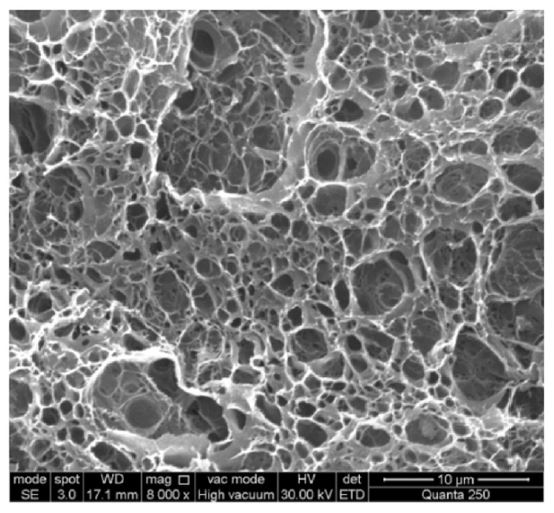 mode spot WD mag □ vac mode HV det 10 µm
SE 3.0 17.1 mm 8 000 x High vacuum 30.00 kV ETD Quanta 250